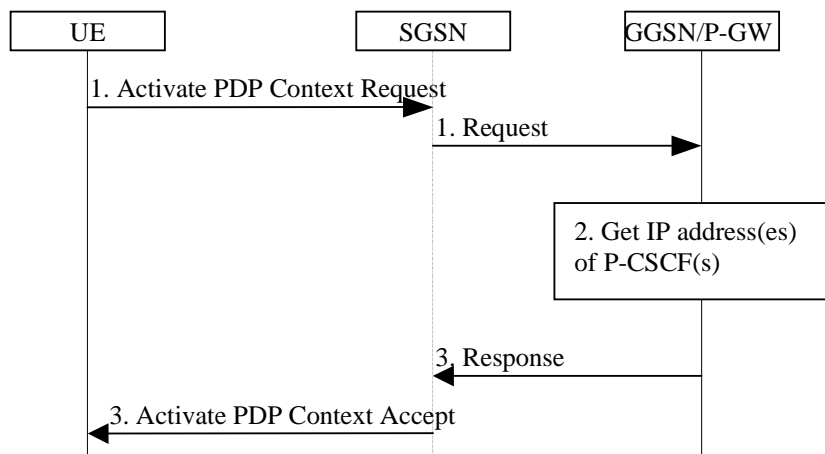 UE
SGSN
GGSN/P-GW
1. Activate PDP Context Request
1. Request
2. Get IP address(es)
of P-CSCF(s)
3. Response
3. Activate PDP Context Accept